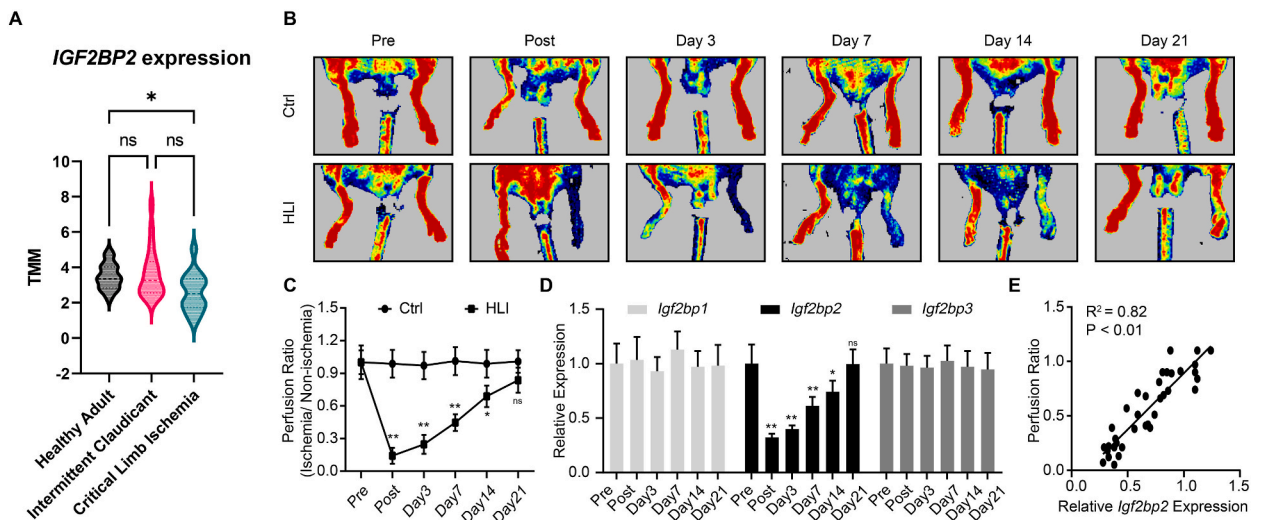 A
IGF2BP2 expression
*
ns
ns
10
8
6
4
2
0
-2
TMM
Healthy Adult
Intermittent Claudicant
Critical Limb Ischemia
B
Pre
Post
Day 3
Day 7
Day 14
Day 21
Ctrl
HLI
C
Ctrl
HLI
1.5
1.2
0.9
0.6
0.3
0.0
Perfusion Ratio
(Ischemia/ Non-ischemia)
**
**
**
*
ns
Pre
Post
Day3
Day7
Day14
Day21
D
Igf2bp1
Igf2bp2
Igf2bp3
1.5
1.0
0.5
0.0
Relative Expression
**
**
**
*
ns
Pre
Post
Day3
Day7
Day14
Day21
Pre
Post
Day3
Day7
Day14
Day21
Pre
Post
Day3
Day7
Day14
Day21
E
R2 = 0.82
P < 0.01
1.5
1.0
0.5
0.0
Perfusion Ratio
0.0
0.5
1.0
1.5
Relative Igf2bp2 Expression